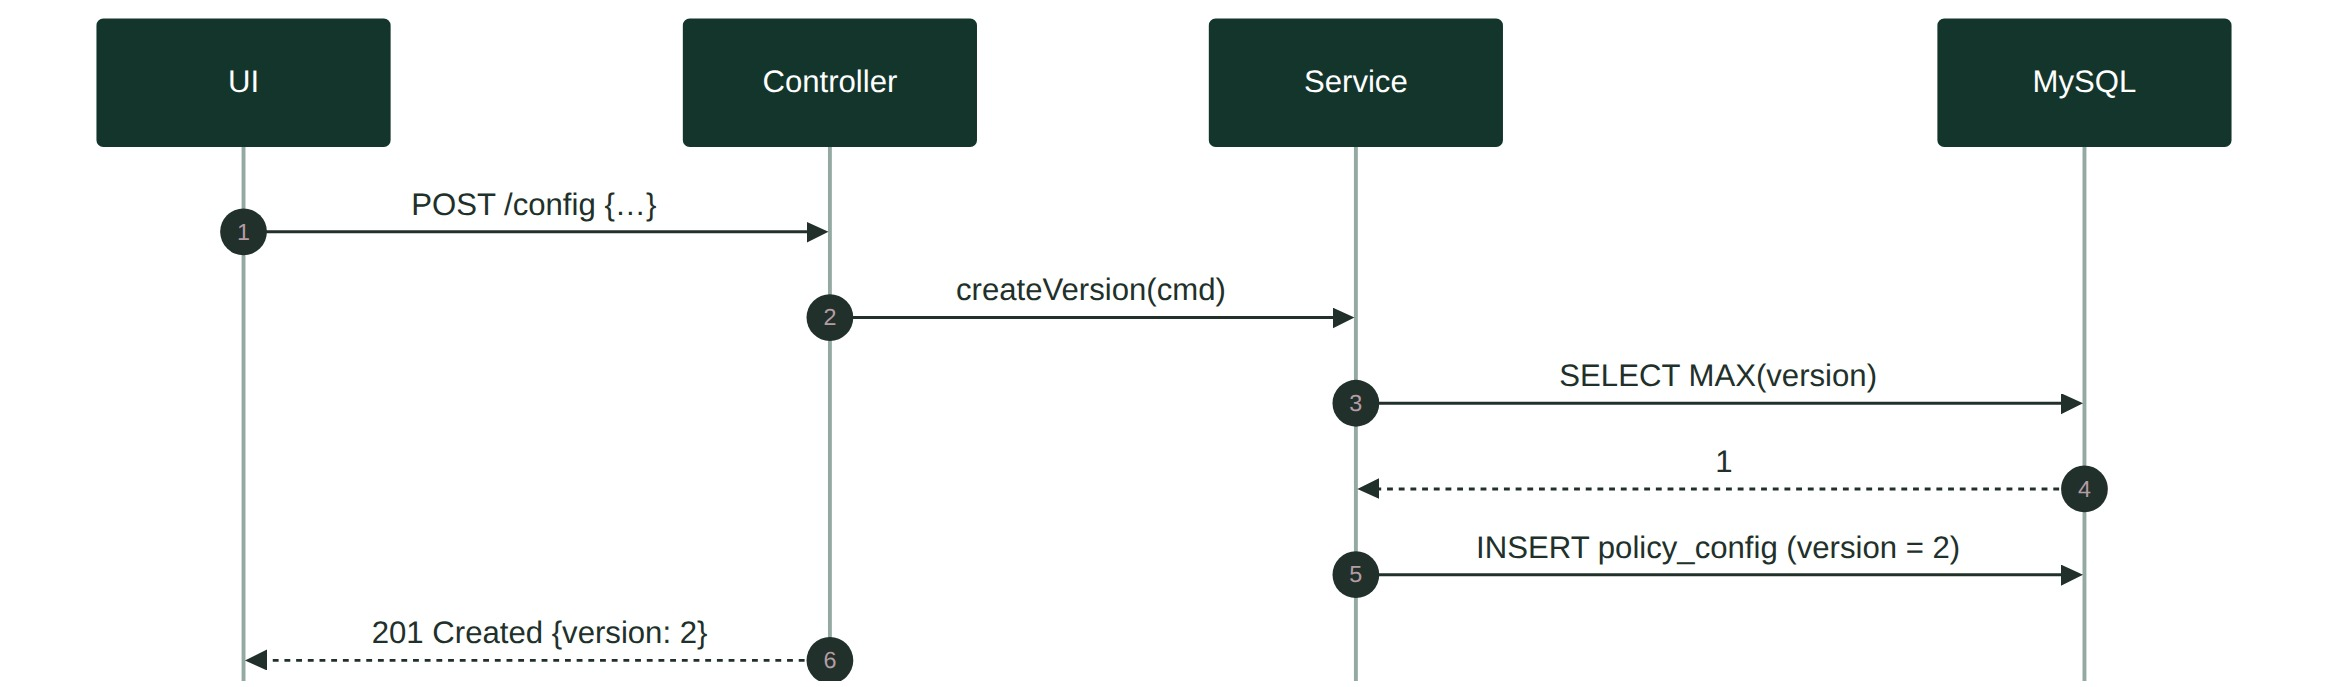 UI
Controller
Service
MySQL
POST /config {…}
1
createVersion(cmd)
2
SELECT MAX(version)
3
1
4
INSERT policy_config (version = 2)
5
201 Created {version: 2}
6